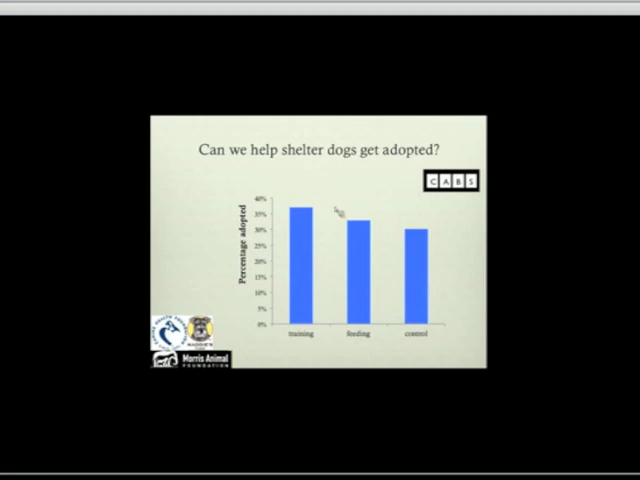 Can we help shelter dogs get adopted?
CABS
Percentage adopted
40%
35%
30%
25%
20%
15%
10%
5%
0%
training
feeding
control
Morris Animal
FOUNDATION